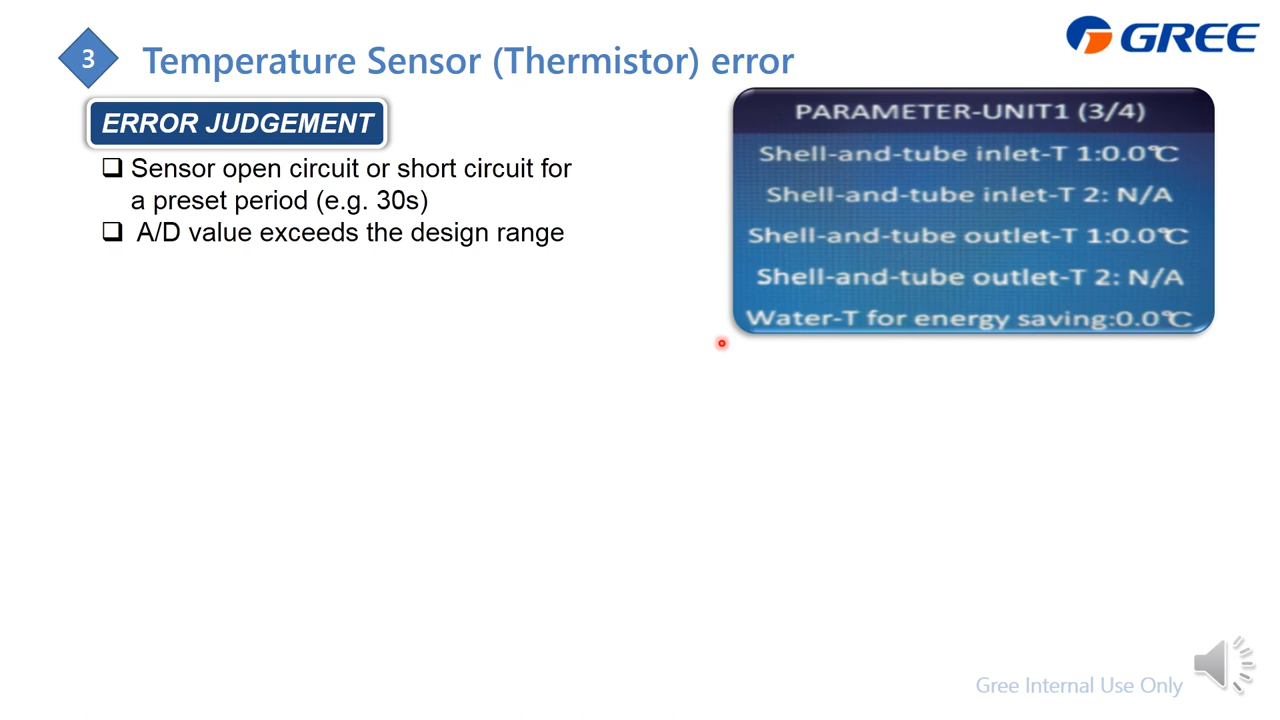 3
Temperature Sensor (Thermistor) error
GREE
ERROR JUDGEMENT
Sensor open circuit or short circuit for
a preset period (e.g. 30s)
A/D value exceeds the design range
PARAMETER-UNIT1 (3/4)
Shell-and-tube inlet-T 1:0.0℃
Shell-and-tube inlet-T 2: N/A
Shell-and-tube outlet-T 1:0.0℃
Shell-and-tube outlet-T 2: N/A
Water-T for energy saving:0.0℃
Gree Internal Use Only